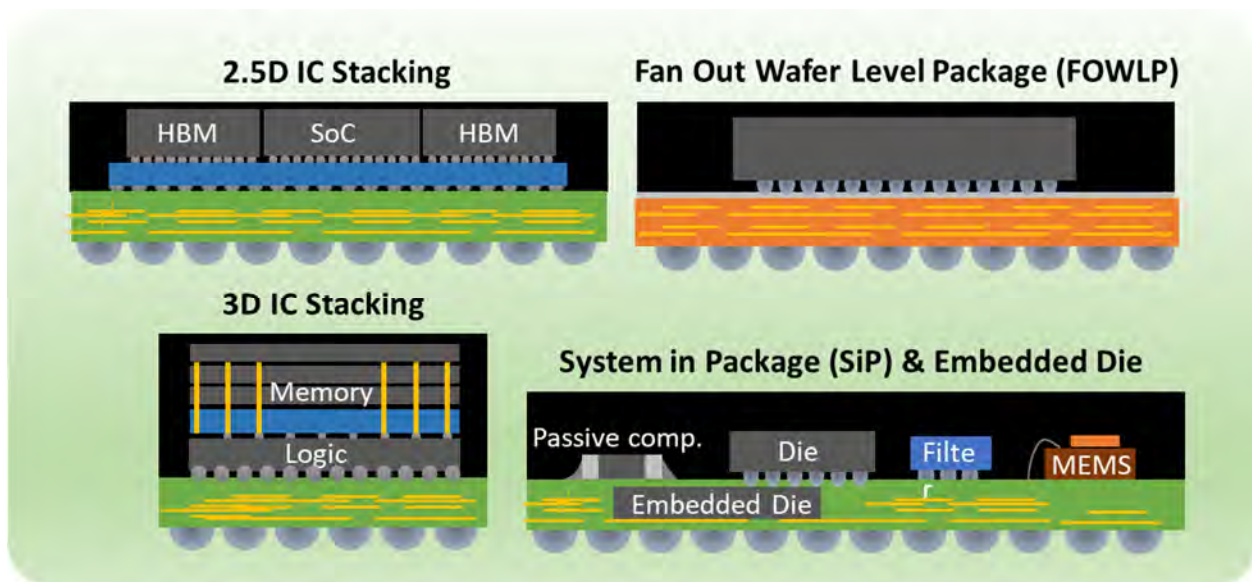 2.5D IC Stacking
HBM
SoC
HBM
Fan Out Wafer Level Package (FOWLP)
3D IC Stacking
Memory
Logic
System in Package (SiP) & Embedded Die
Passive comp.
Die
Filte
r
MEMS
Embedded Die